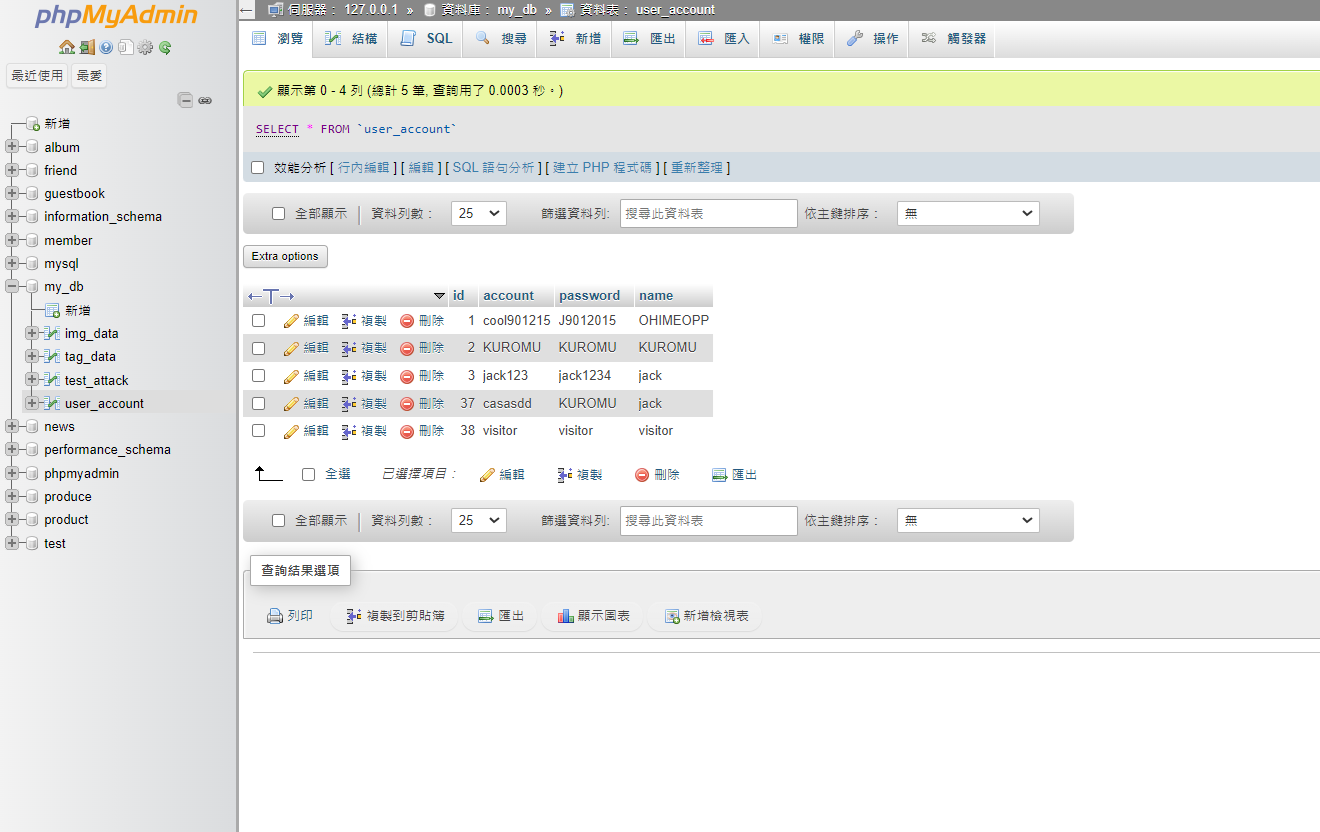 phpMyAdmin
最近使用 最愛
新增
album
friend
guestbook
information_schema
member
mysql
my_db
新增
img_data
tag_data
test_attack
user_account
news
performance_schema
phpmyadmin
produce
product
test
← 伺服器: 127.0.0.1 » 資料庫: my_db » 資料表: user_account
瀏覽 結構 SQL 搜尋 新增 匯出 匯入 權限 操作 觸發器
顯示第 0 - 4 列 (總計 5 筆, 查詢用了 0.0003 秒。)
SELECT * FROM `user_account`
效能分析 [ 行內編輯 ] [ 編輯 ] [ SQL 語句分析 ] [ 建立 PHP 程式碼 ] [ 重新整理 ]
全部顯示 | 資料列數: 25 篩選資料列: 搜尋此資料表 依主鍵排序: 無
Extra options
←T→ id account password name
編輯 複製 刪除 1 cool901215 J9012015 OHIMEOPP
編輯 複製 刪除 2 KUROMU KUROMU KUROMU
編輯 複製 刪除 3 jack123 jack1234 jack
編輯 複製 刪除 37 casasdd KUROMU jack
編輯 複製 刪除 38 visitor visitor visitor
全選 已選擇項目: 編輯 複製 刪除 匯出
全部顯示 | 資料列數: 25 篩選資料列: 搜尋此資料表 依主鍵排序: 無
查詢結果選項
列印 複製到剪貼簿 匯出 顯示圖表 新增檢視表